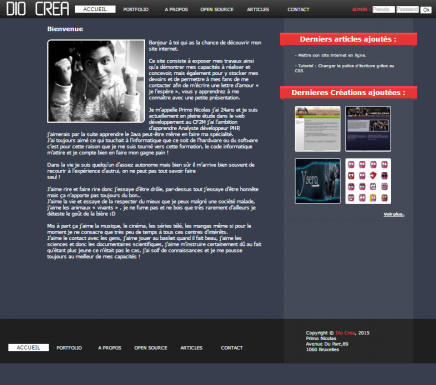 DIO CREA
ACCUEIL PORTFOLIO A PROPOS OPEN SOURCE ARTICLES CONTACT ADMIN Pseudo Password Ok
Bienvenue
Bonjour à toi qui as la chance de découvrir mon
site internet.
Ce site consiste à exposer mes travaux ainsi
qu'a démontrer mes capacités à réaliser et
concevoir, mais également pour y stocker mes
devoirs et de permettre à mes fans de me
contacter afin de m'écrire une lettre d'amour «
je l'espère », vous y apprendrez à me
connaître avec une petite présentation.
Je m'appelle Primo Nicolas j'ai 24ans et je suis
actuellement en pleine étude dans le web
développement au CF2M j'ai l'ambition
d'apprendre Analyste développeur PHP,
j'aimerais par la suite apprendre le Java peut-être même en faire ma spécialité.
J'ai toujours aimé ce qui touchait à l'informatique que ce soit de l'hardware ou du software
c'est pour cette raison que je me suis tourné vers cette formation, le code informatique
m'attire et je compte bien en faire mon gagne pain !
Dans la vie je suis quelqu'un d'assez autonome mais bien sûr il m'arrive bien souvent de
recourir à l'expérience d'autrui, on ne peut pas tout savoir faire
seul !
J'aime rire et faire rire donc j'essaye d'être drôle, par-dessus tout j'essaye d'être honnête
mais ça n'apporte pas toujours du bon..
J'aime la vie et essaye de la respecter du mieux que je peux malgré une société malade,
j'aime les animaux « vivants » , je ne fume pas et ne bois que très rarement d'ailleurs je
déteste le goût de la bière :D
Mis à part ça j'aime la musique, le cinéma, les séries télé, les mangas même si pour le
moment je ne consacre que très peu de temps à tous ces centres d'intérêts.
J'aime le contact avec les gens, j'aime jouer au basket quand il fait beau, j'aime les
sciences et donc les documentaires scientifiques, j'aime m'instruire certainement dû au fait
qu'étant plus jeune ce n'était pas le cas, j'ai soif de connaissances et je me pousse
toujours au meilleur de mes capacités !
Derniers articles ajoutés :
- Mettre son site internet en ligne.
- Tutorial : Changer la police d'écriture grâce au
CSS
Dernieres Créations ajoutées :
Voir plus..
ACCUEIL PORTFOLIO A PROPOS OPEN SOURCE ARTICLES CONTACT
Copyright © Dio Crea, 2015
Primo Nicolas
Avenue Du Parc,89
1060 Bruxelles